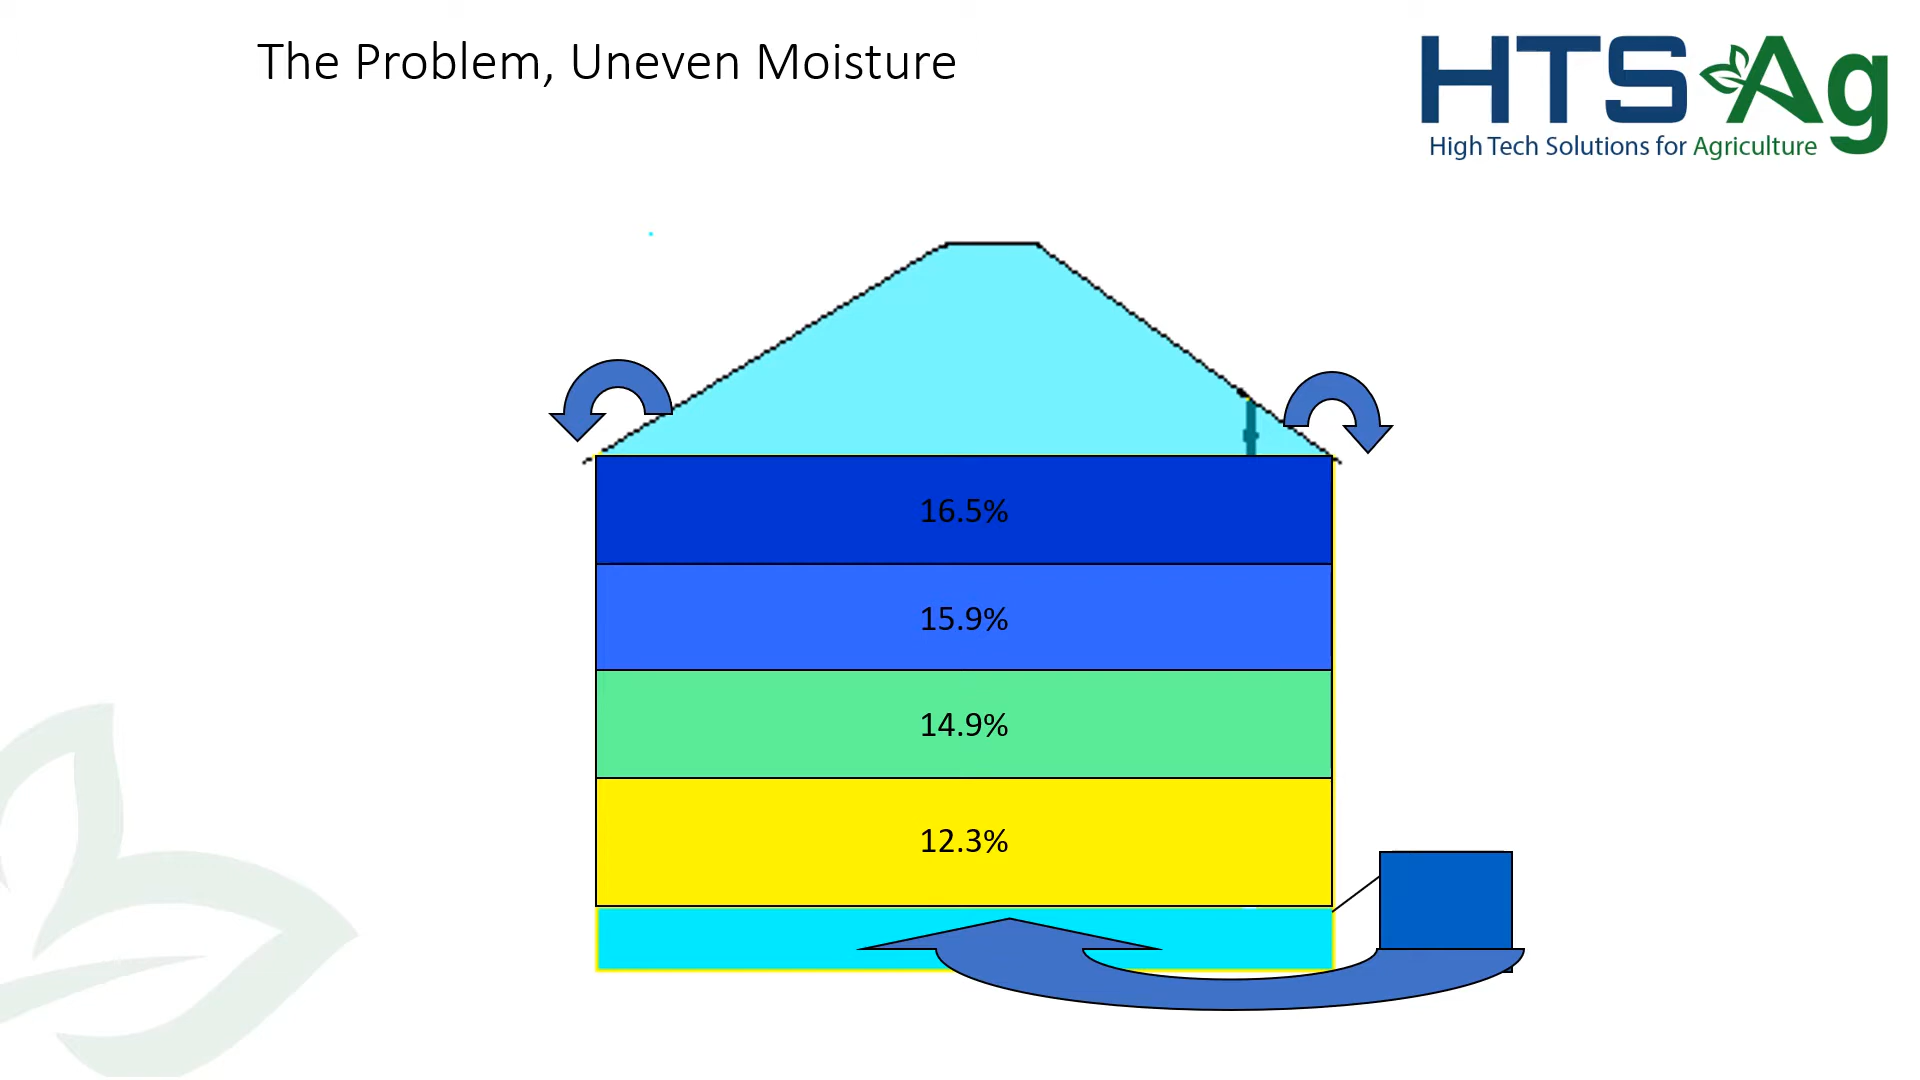 The Problem, Uneven Moisture
HTS Ag
High Tech Solutions for Agriculture
16.5%
15.9%
14.9%
12.3%